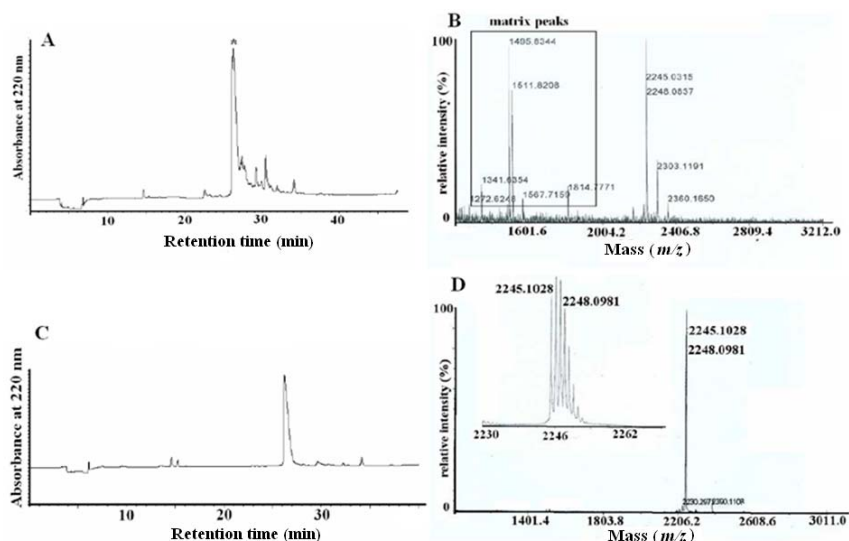 A
Absorbance at 220 nm
10
20
30
40
Retention time (min)
B
matrix peaks
100
relative intensity (%)
0
1495.8344
1511.8208
1341.6354
1272.6248
1567.7159
1814.7771
2245.0315
2248.0837
2303.1191
2360.1650
1601.6
2004.2
2406.8
2809.4
3212.0
Mass (m/z)
C
Absorbance at 220 nm
10
20
30
Retention time (min)
D
100
relative intensity (%)
0
2245.1028
2248.0981
2230
2246
2262
2245.1028
2248.0981
1401.4
1803.8
2206.2
2608.6
3011.0
Mass (m/z)